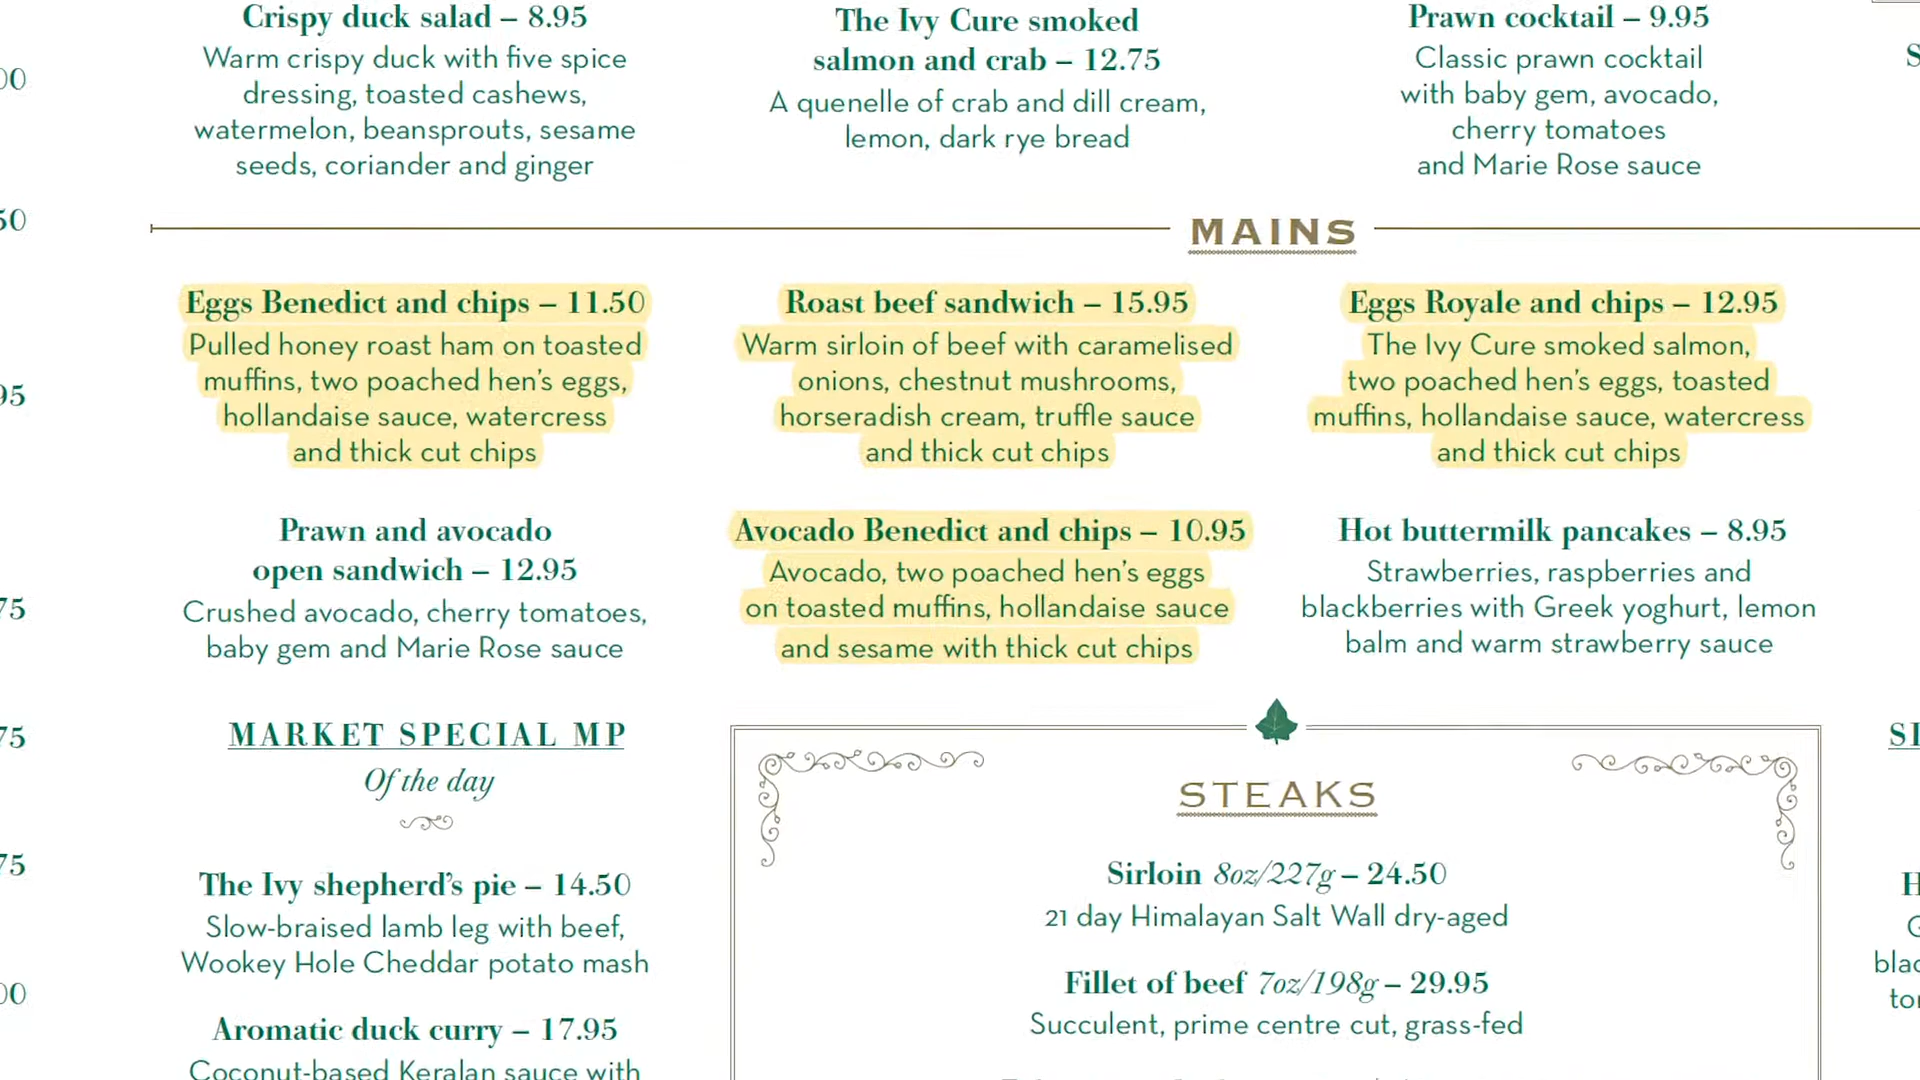 Crispy duck salad – 8.95
Warm crispy duck with five spice
dressing, toasted cashews,
watermelon, beansprouts, sesame
seeds, coriander and ginger
The Ivy Cure smoked
salmon and crab – 12.75
A quenelle of crab and dill cream,
lemon, dark rye bread
Prawn cocktail – 9.95
Classic prawn cocktail
with baby gem, avocado,
cherry tomatoes
and Marie Rose sauce
MAINS
Eggs Benedict and chips – 11.50
Pulled honey roast ham on toasted
muffins, two poached hen's eggs,
hollandaise sauce, watercress
and thick cut chips
Roast beef sandwich – 15.95
Warm sirloin of beef with caramelised
onions, chestnut mushrooms,
horseradish cream, truffle sauce
and thick cut chips
Eggs Royale and chips – 12.95
The Ivy Cure smoked salmon,
two poached hen's eggs, toasted
muffins, hollandaise sauce, watercress
and thick cut chips
Prawn and avocado
open sandwich – 12.95
Crushed avocado, cherry tomatoes,
baby gem and Marie Rose sauce
Avocado Benedict and chips – 10.95
Avocado, two poached hen's eggs
on toasted muffins, hollandaise sauce
and sesame with thick cut chips
Hot buttermilk pancakes – 8.95
Strawberries, raspberries and
blackberries with Greek yoghurt, lemon
balm and warm strawberry sauce
MARKET SPECIAL MP
Of the day
The Ivy shepherd's pie – 14.50
Slow-braised lamb leg with beef,
Wookey Hole Cheddar potato mash
Aromatic duck curry – 17.95
Coconut-based Keralan sauce with
STEAKS
Sirloin 8oz/227g – 24.50
21 day Himalayan Salt Wall dry-aged
Fillet of beef 7oz/198g – 29.95
Succulent, prime centre cut, grass-fed